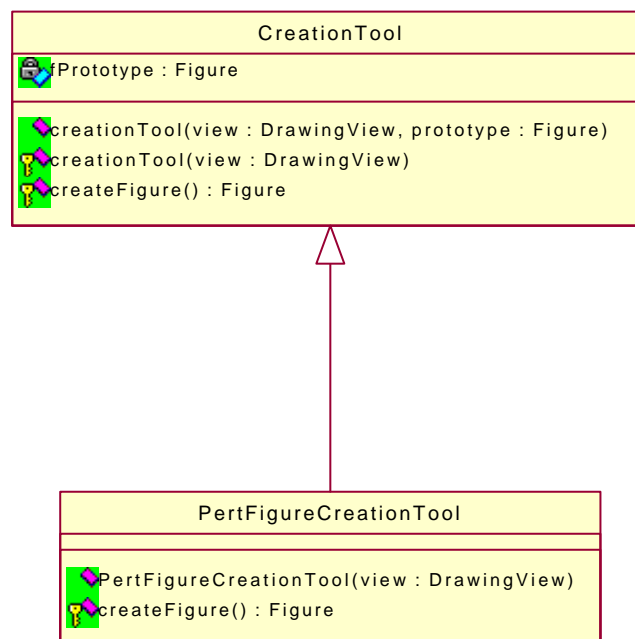 CreationTool
fPrototype : Figure
creationTool(view : DrawingView, prototype : Figure)
creationTool(view : DrawingView)
createFigure() : Figure
PertFigureCreationTool
PertFigureCreationTool(view : DrawingView)
createFigure() : Figure